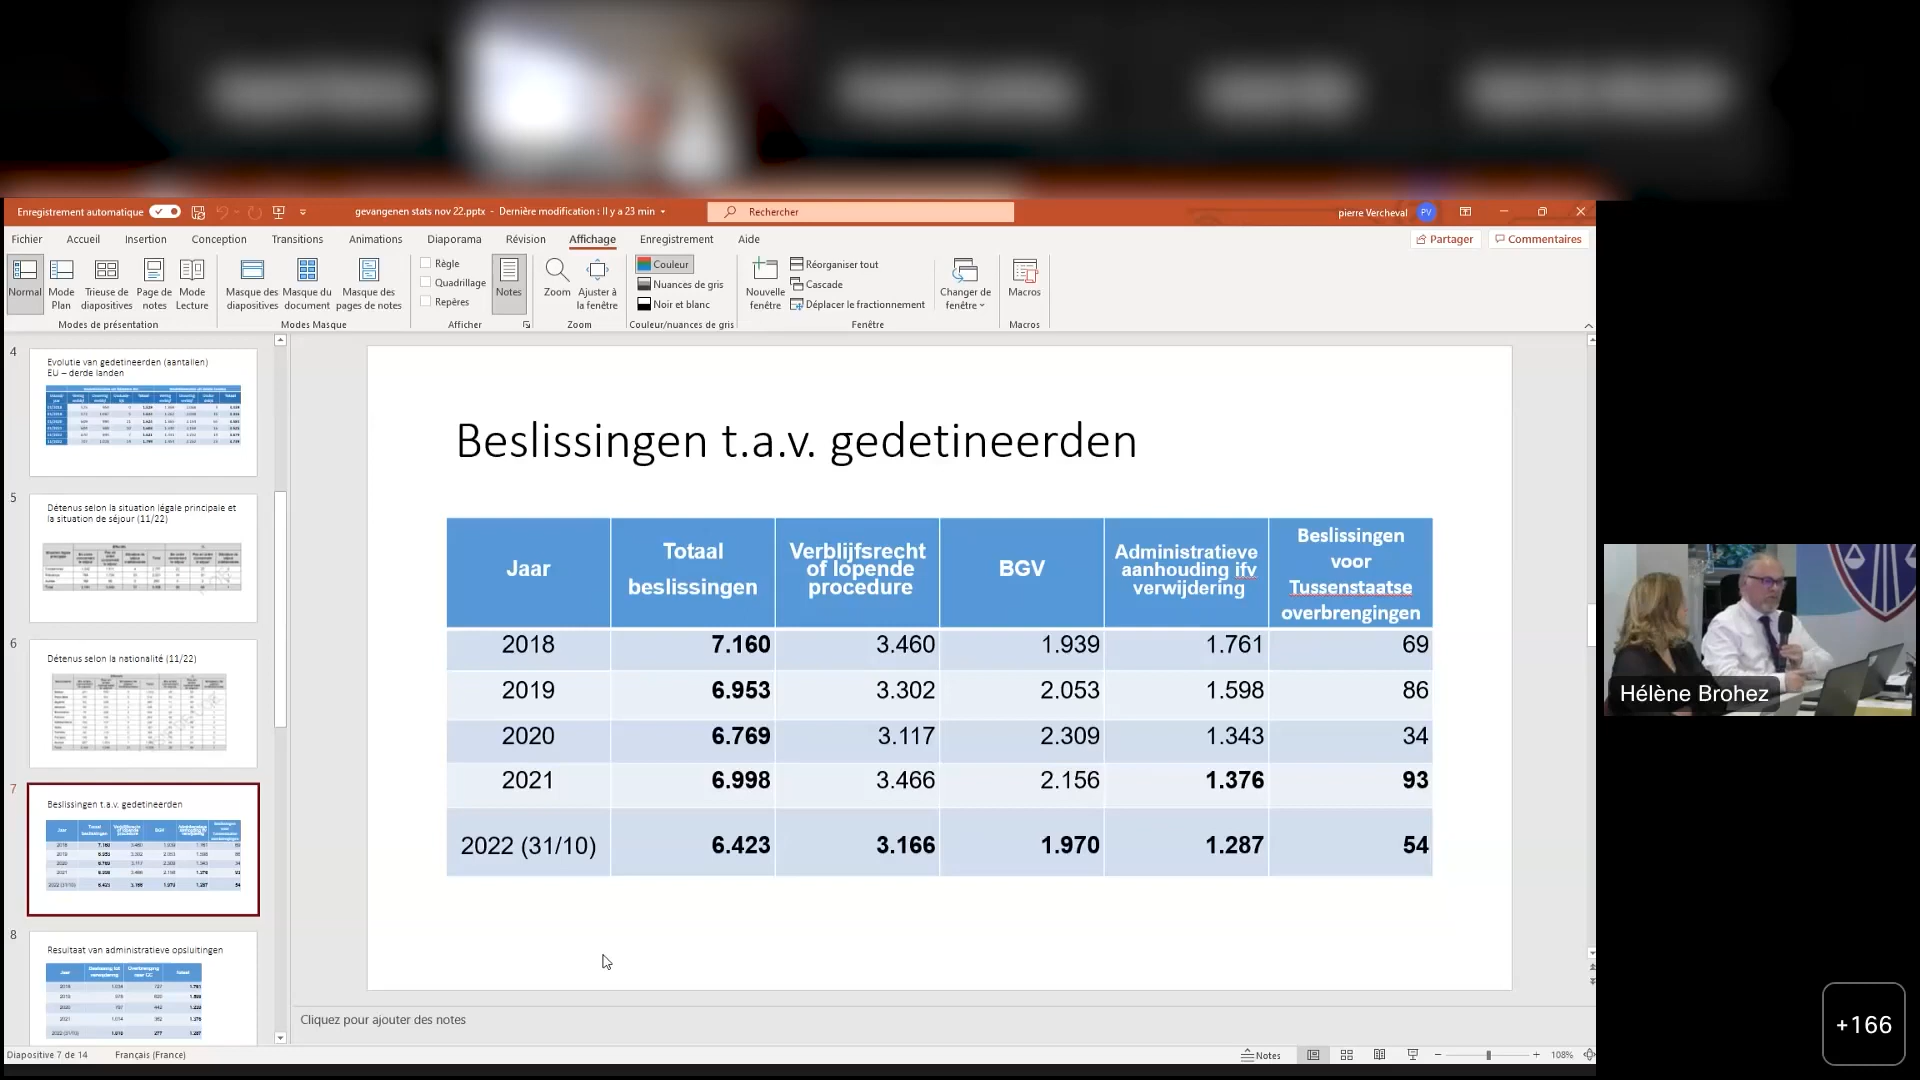 Enregistrement automatique
gevangenen stats nov 22.pptx - Dernière modification : Il y a 23 min
Rechercher
pierre Vercheval PV
Fichier Accueil Insertion Conception Transitions Animations Diaporama Révision Affichage Enregistrement Aide
Partager Commentaires
Normal
Mode Plan
Trieuse de diapositives
Page de notes
Mode Lecture
Modes de présentation
Masque des diapositives
Masque du document
Masque des pages de notes
Modes Masque
Règle
Quadrillage
Repères
Notes
Afficher
Zoom
Ajuster à la fenêtre
Zoom
Couleur
Nuances de gris
Noir et blanc
Couleur/nuances de gris
Nouvelle fenêtre
Réorganiser tout
Cascade
Déplacer le fractionnement
Changer de fenêtre
Fenêtre
Macros
Macros
4
Evolutie van gedetineerden (aantallen)
EU – derde landen
5
Détenus selon la situation légale principale et
la situation de séjour (11/22)
6
Détenus selon la nationalité (11/22)
7
Beslissingen t.a.v. gedetineerden
8
Resultaat van administratieve opsluitingen
Beslissingen t.a.v. gedetineerden
Jaar
Totaal
beslissingen
Verblijfsrecht
of lopende
procedure
BGV
Administratieve
aanhouding ifv
verwijdering
Beslissingen
voor
Tussenstaatse
overbrengingen
2018 7.160 3.460 1.939 1.761 69
2019 6.953 3.302 2.053 1.598 86
2020 6.769 3.117 2.309 1.343 34
2021 6.998 3.466 2.156 1.376 93
2022 (31/10) 6.423 3.166 1.970 1.287 54
Cliquez pour ajouter des notes
Diapositive 7 de 14 Français (France)
Notes
108%
Hélène Brohez
+166